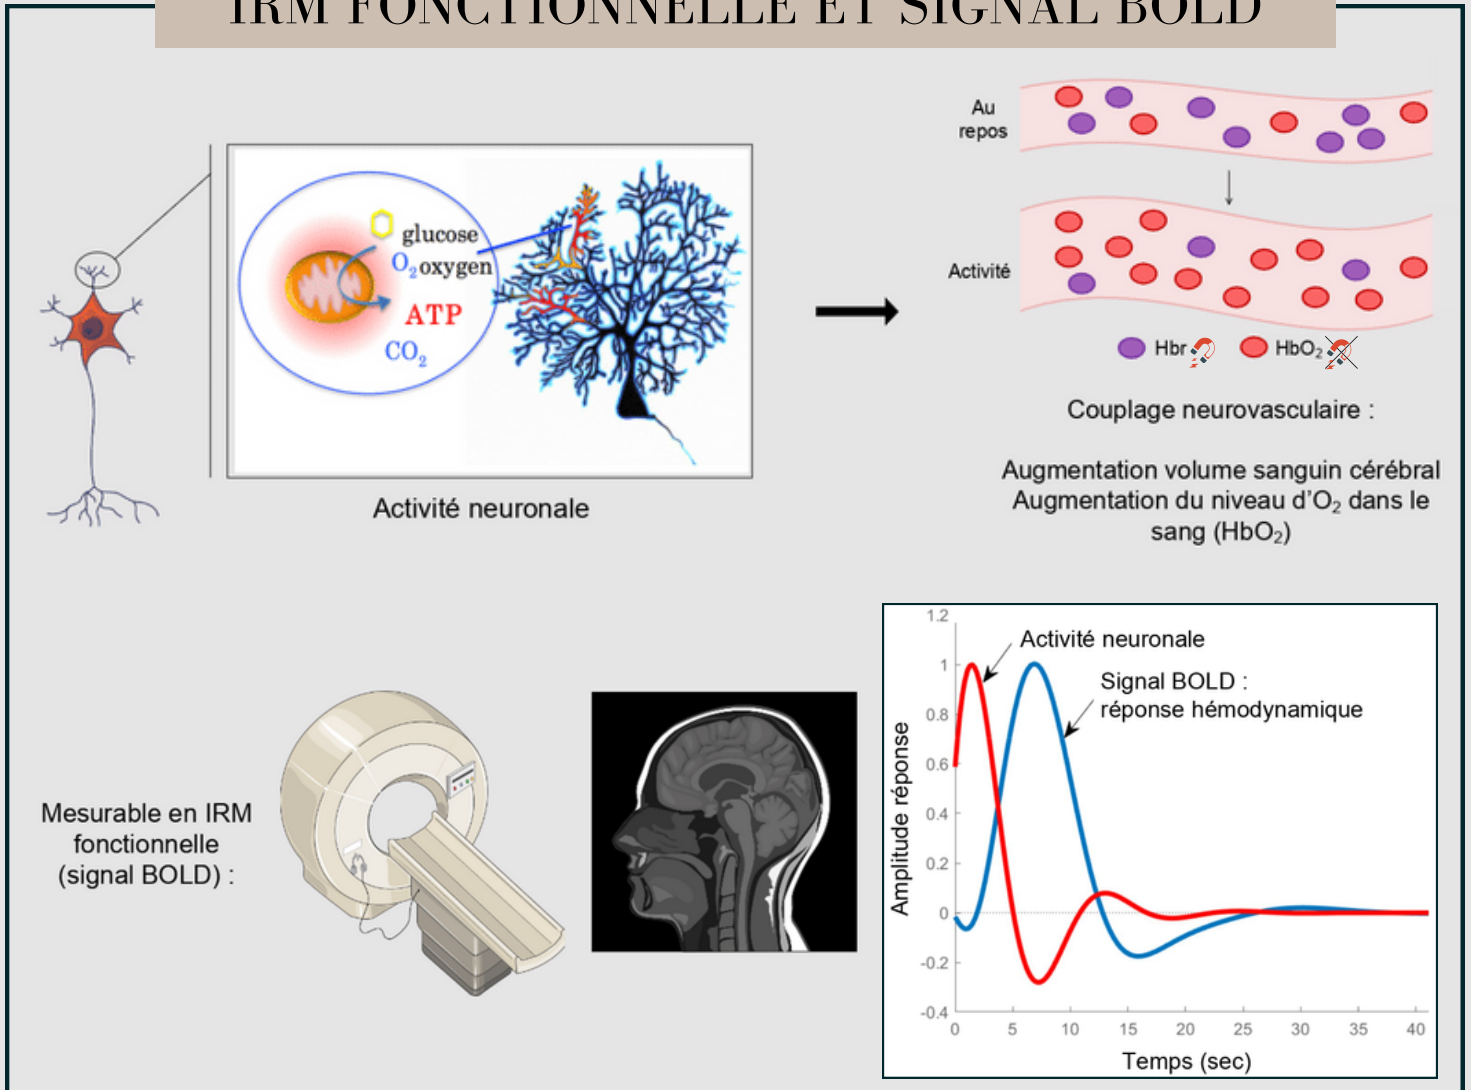 IRM FONCTIONNELLE ET SIGNAL BOLD
glucose
O₂ oxygen
ATP
CO₂
Activité neuronale
Au
repos
Activité
Hbr
HbO₂
Couplage neurovasculaire :
Augmentation volume sanguin cérébral
Augmentation du niveau d'O₂ dans le
sang (HbO₂)
Mesurable en IRM
fonctionnelle
(signal BOLD) :
Activité neuronale
Signal BOLD :
réponse hémodynamique
Amplitude réponse
1.2
1
0.8
0.6
0.4
0.2
0
-0.2
-0.4
0 5 10 15 20 25 30 35 40
Temps (sec)